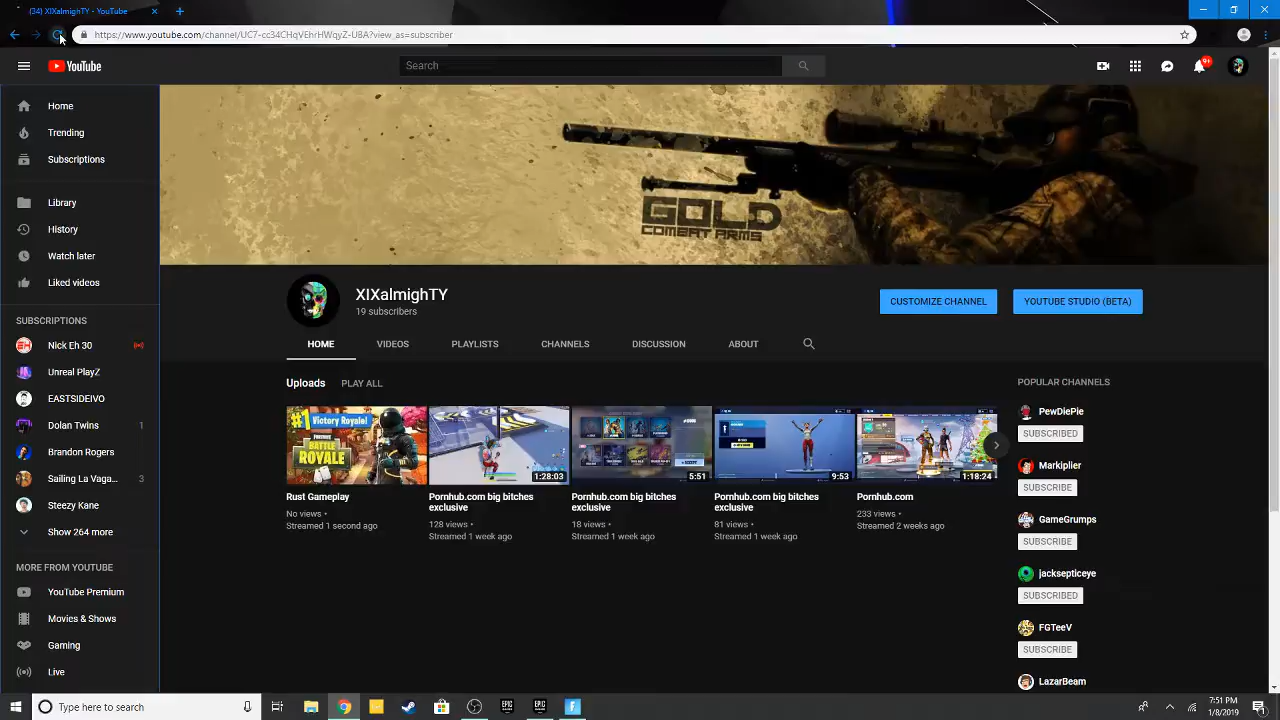 (34) XIXalmighTY - YouTube
https://www.youtube.com/channel/UC7-cc34CHqVEhrHWqyZ-U8A?view_as=subscriber
YouTube
Search
9+
Home
Trending
Subscriptions
Library
History
Watch later
Liked videos
SUBSCRIPTIONS
Nick Eh 30
Unreal PlayZ
EASTSIDEVO
Dolan Twins 1
Brandon Rogers
Sailing La Vaga... 3
Steezy Kane
Show 264 more
MORE FROM YOUTUBE
YouTube Premium
Movies & Shows
Gaming
Live
GOLD
COMBAT ARMS
XIXalmighTY
19 subscribers
CUSTOMIZE CHANNEL
YOUTUBE STUDIO (BETA)
HOME VIDEOS PLAYLISTS CHANNELS DISCUSSION ABOUT
Uploads PLAY ALL
#1 Victory Royale!
FORTNITE
BATTLE
ROYALE
Rust Gameplay
No views •
Streamed 1 second ago
1:28:03
Pornhub.com big bitches
exclusive
128 views •
Streamed 1 week ago
5:51
Pornhub.com big bitches
exclusive
18 views •
Streamed 1 week ago
9:53
Pornhub.com big bitches
exclusive
81 views •
Streamed 1 week ago
1:18:24
Pornhub.com
233 views •
Streamed 2 weeks ago
POPULAR CHANNELS
PewDiePie
SUBSCRIBED
Markiplier
SUBSCRIBE
GameGrumps
SUBSCRIBE
jacksepticeye
SUBSCRIBED
FGTeeV
SUBSCRIBE
LazarBeam
Type here to search
EPIC
EPIC
7:51 PM
1/8/2019